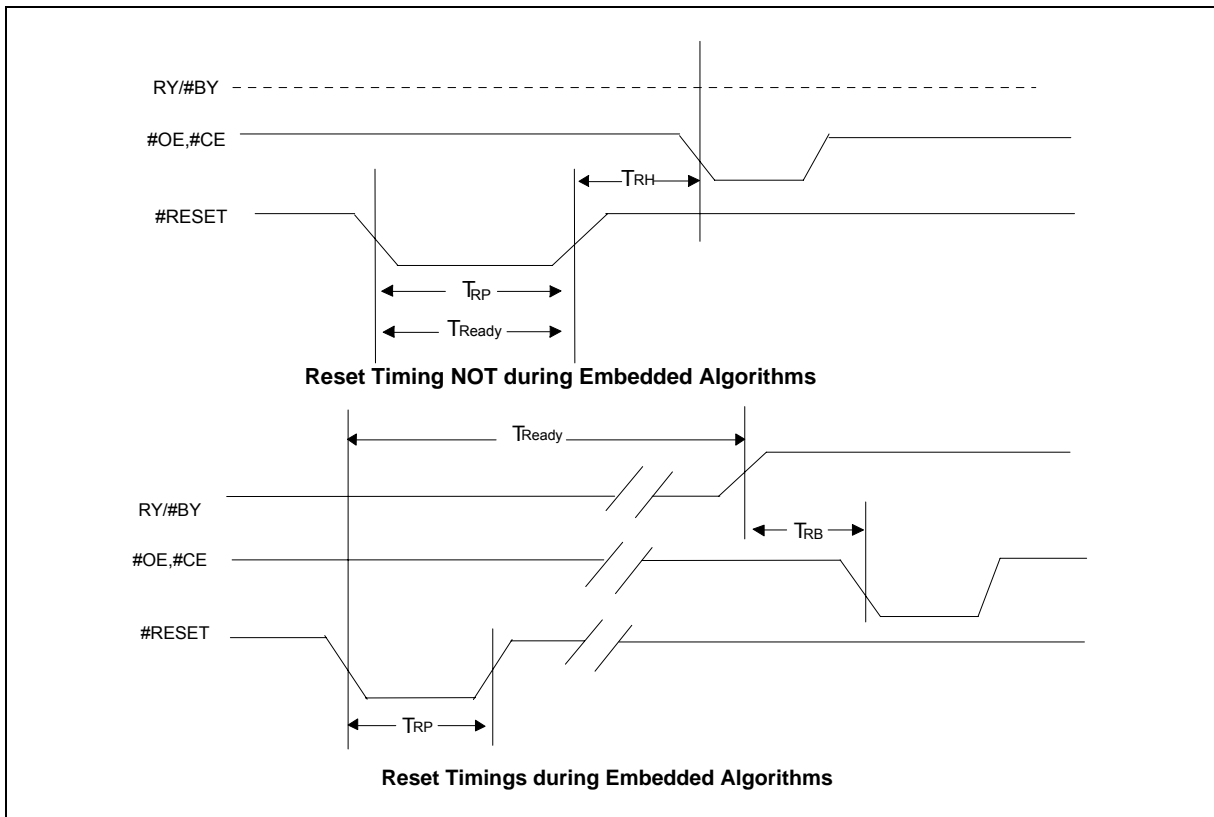 RY/#BY
#OE,#CE
TRH
#RESET
TRP
TReady
Reset Timing NOT during Embedded Algorithms
TReady
RY/#BY
TRB
#OE,#CE
#RESET
TRP
Reset Timings during Embedded Algorithms